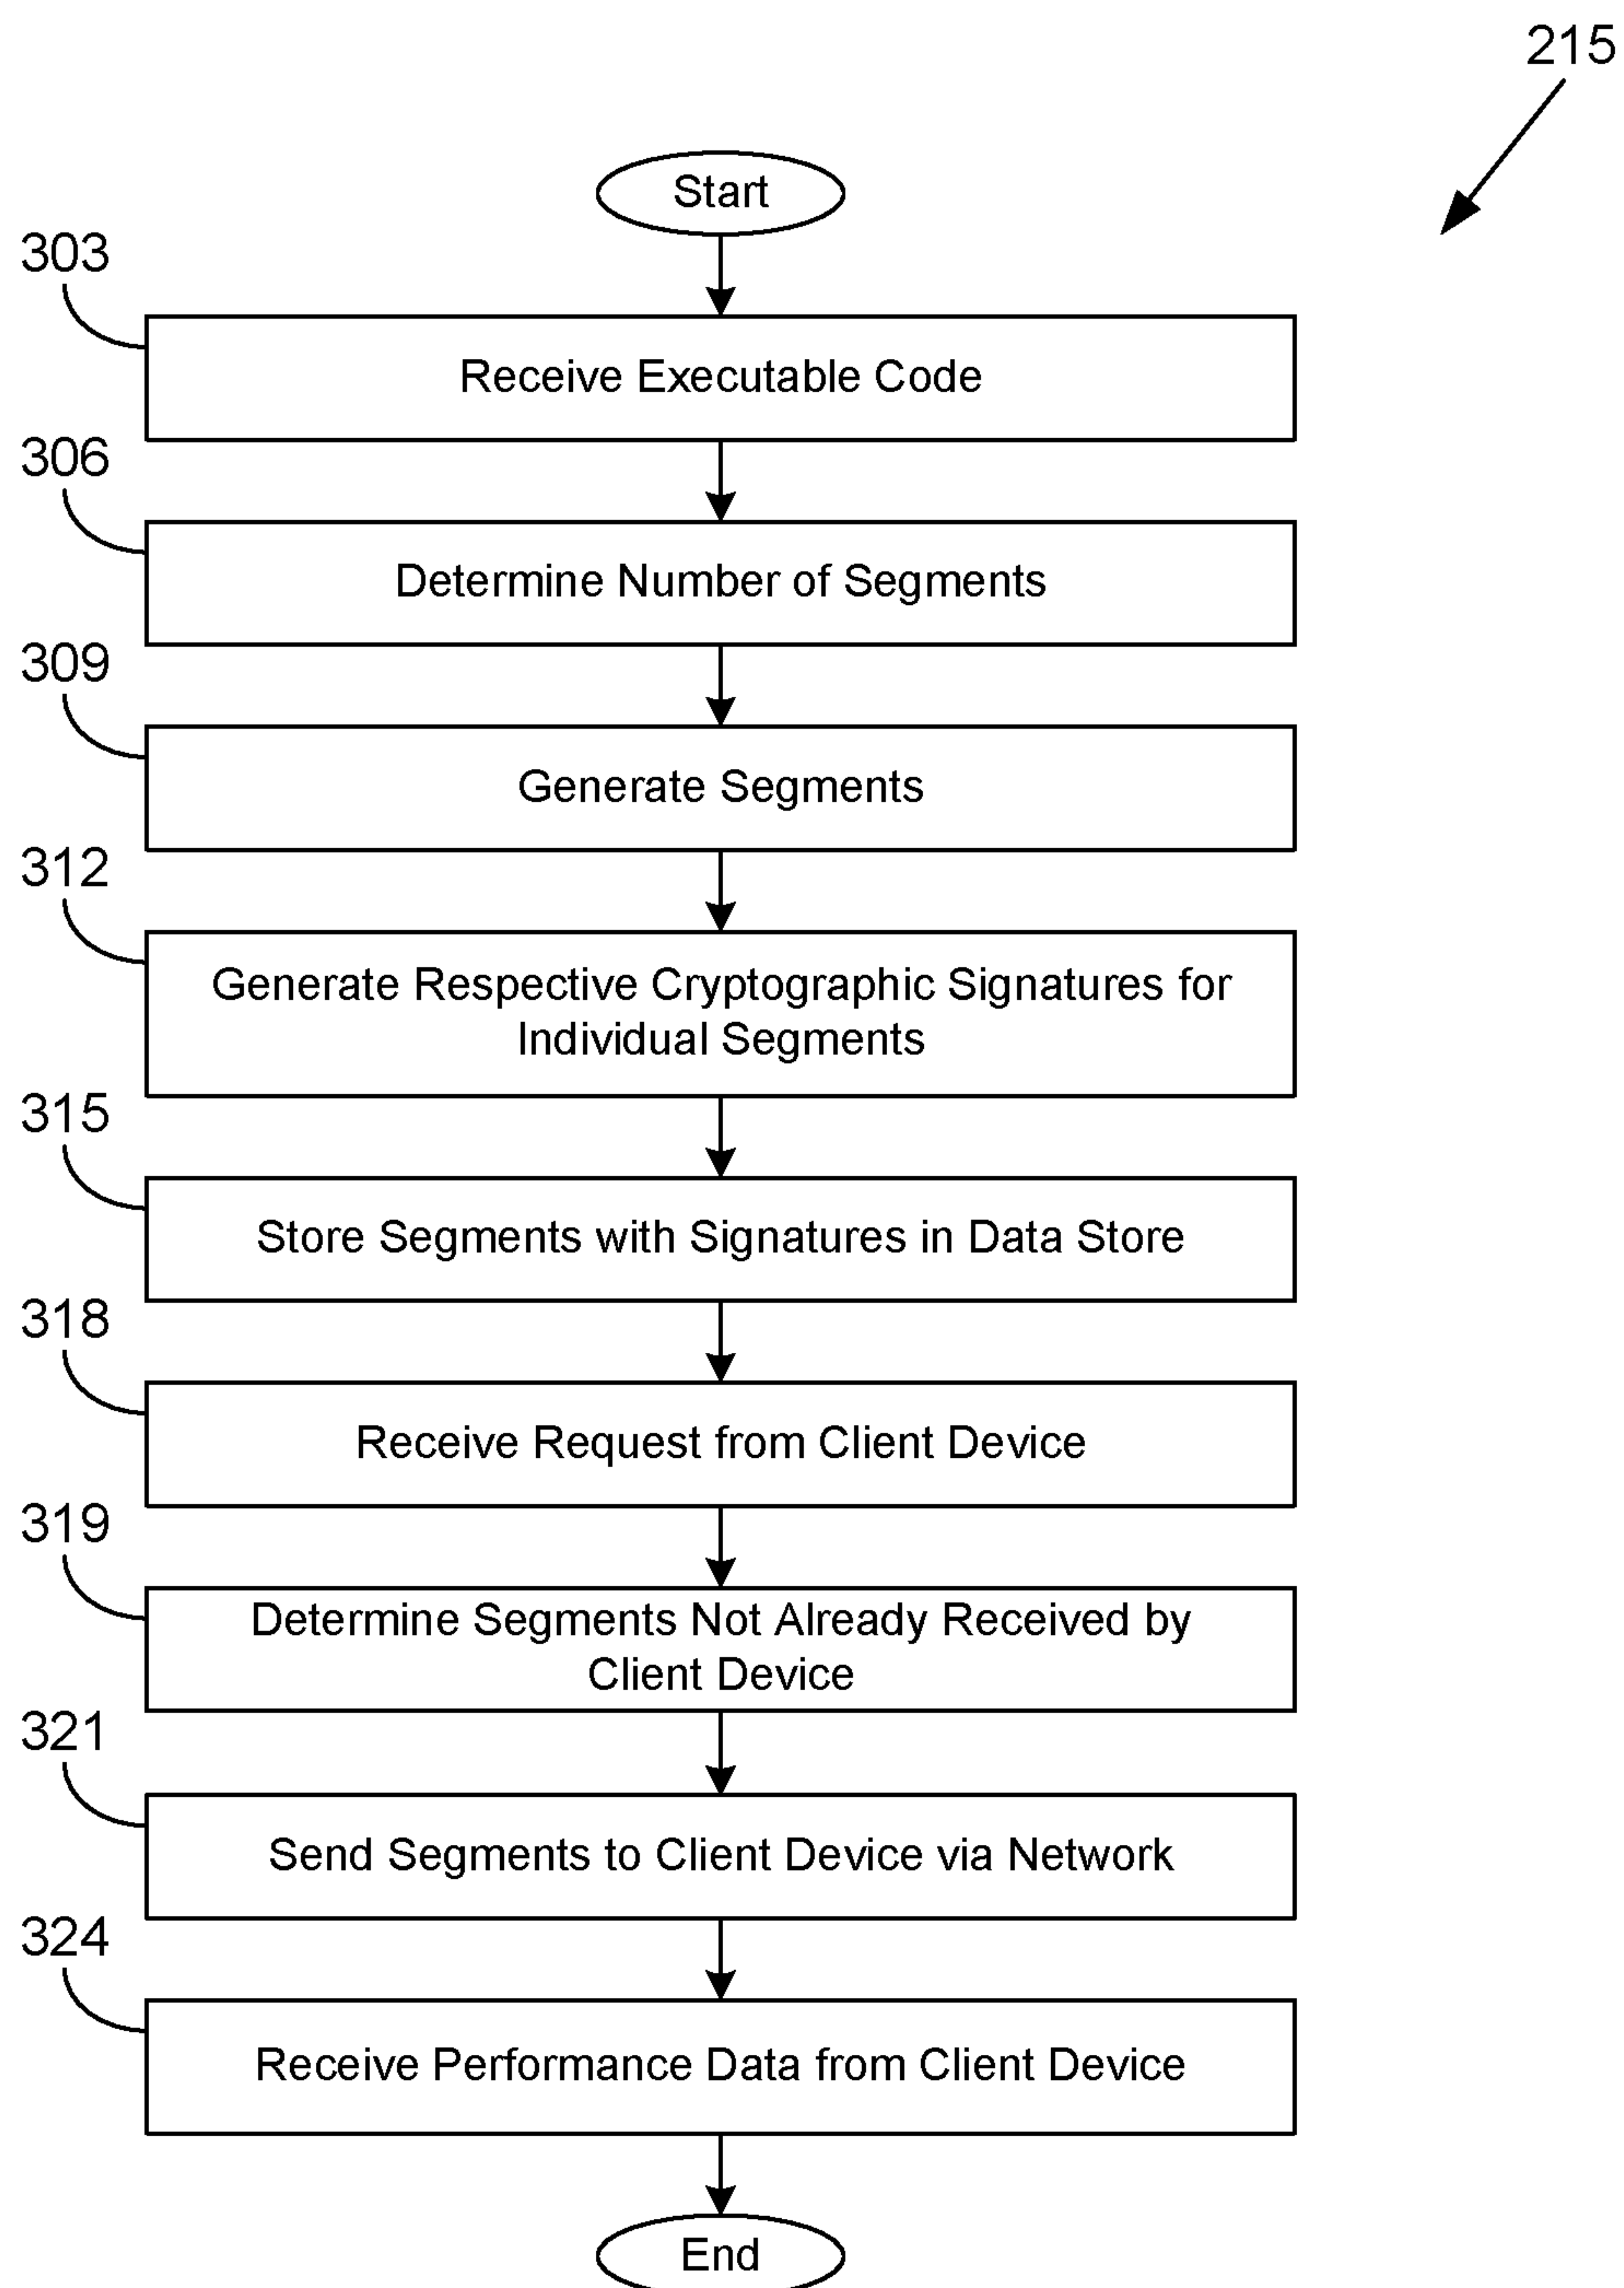 215
Start
303
Receive Executable Code
306
Determine Number of Segments
309
Generate Segments
312
Generate Respective Cryptographic Signatures for
Individual Segments
315
Store Segments with Signatures in Data Store
318
Receive Request from Client Device
319
Determine Segments Not Already Received by
Client Device
321
Send Segments to Client Device via Network
324
Receive Performance Data from Client Device
End